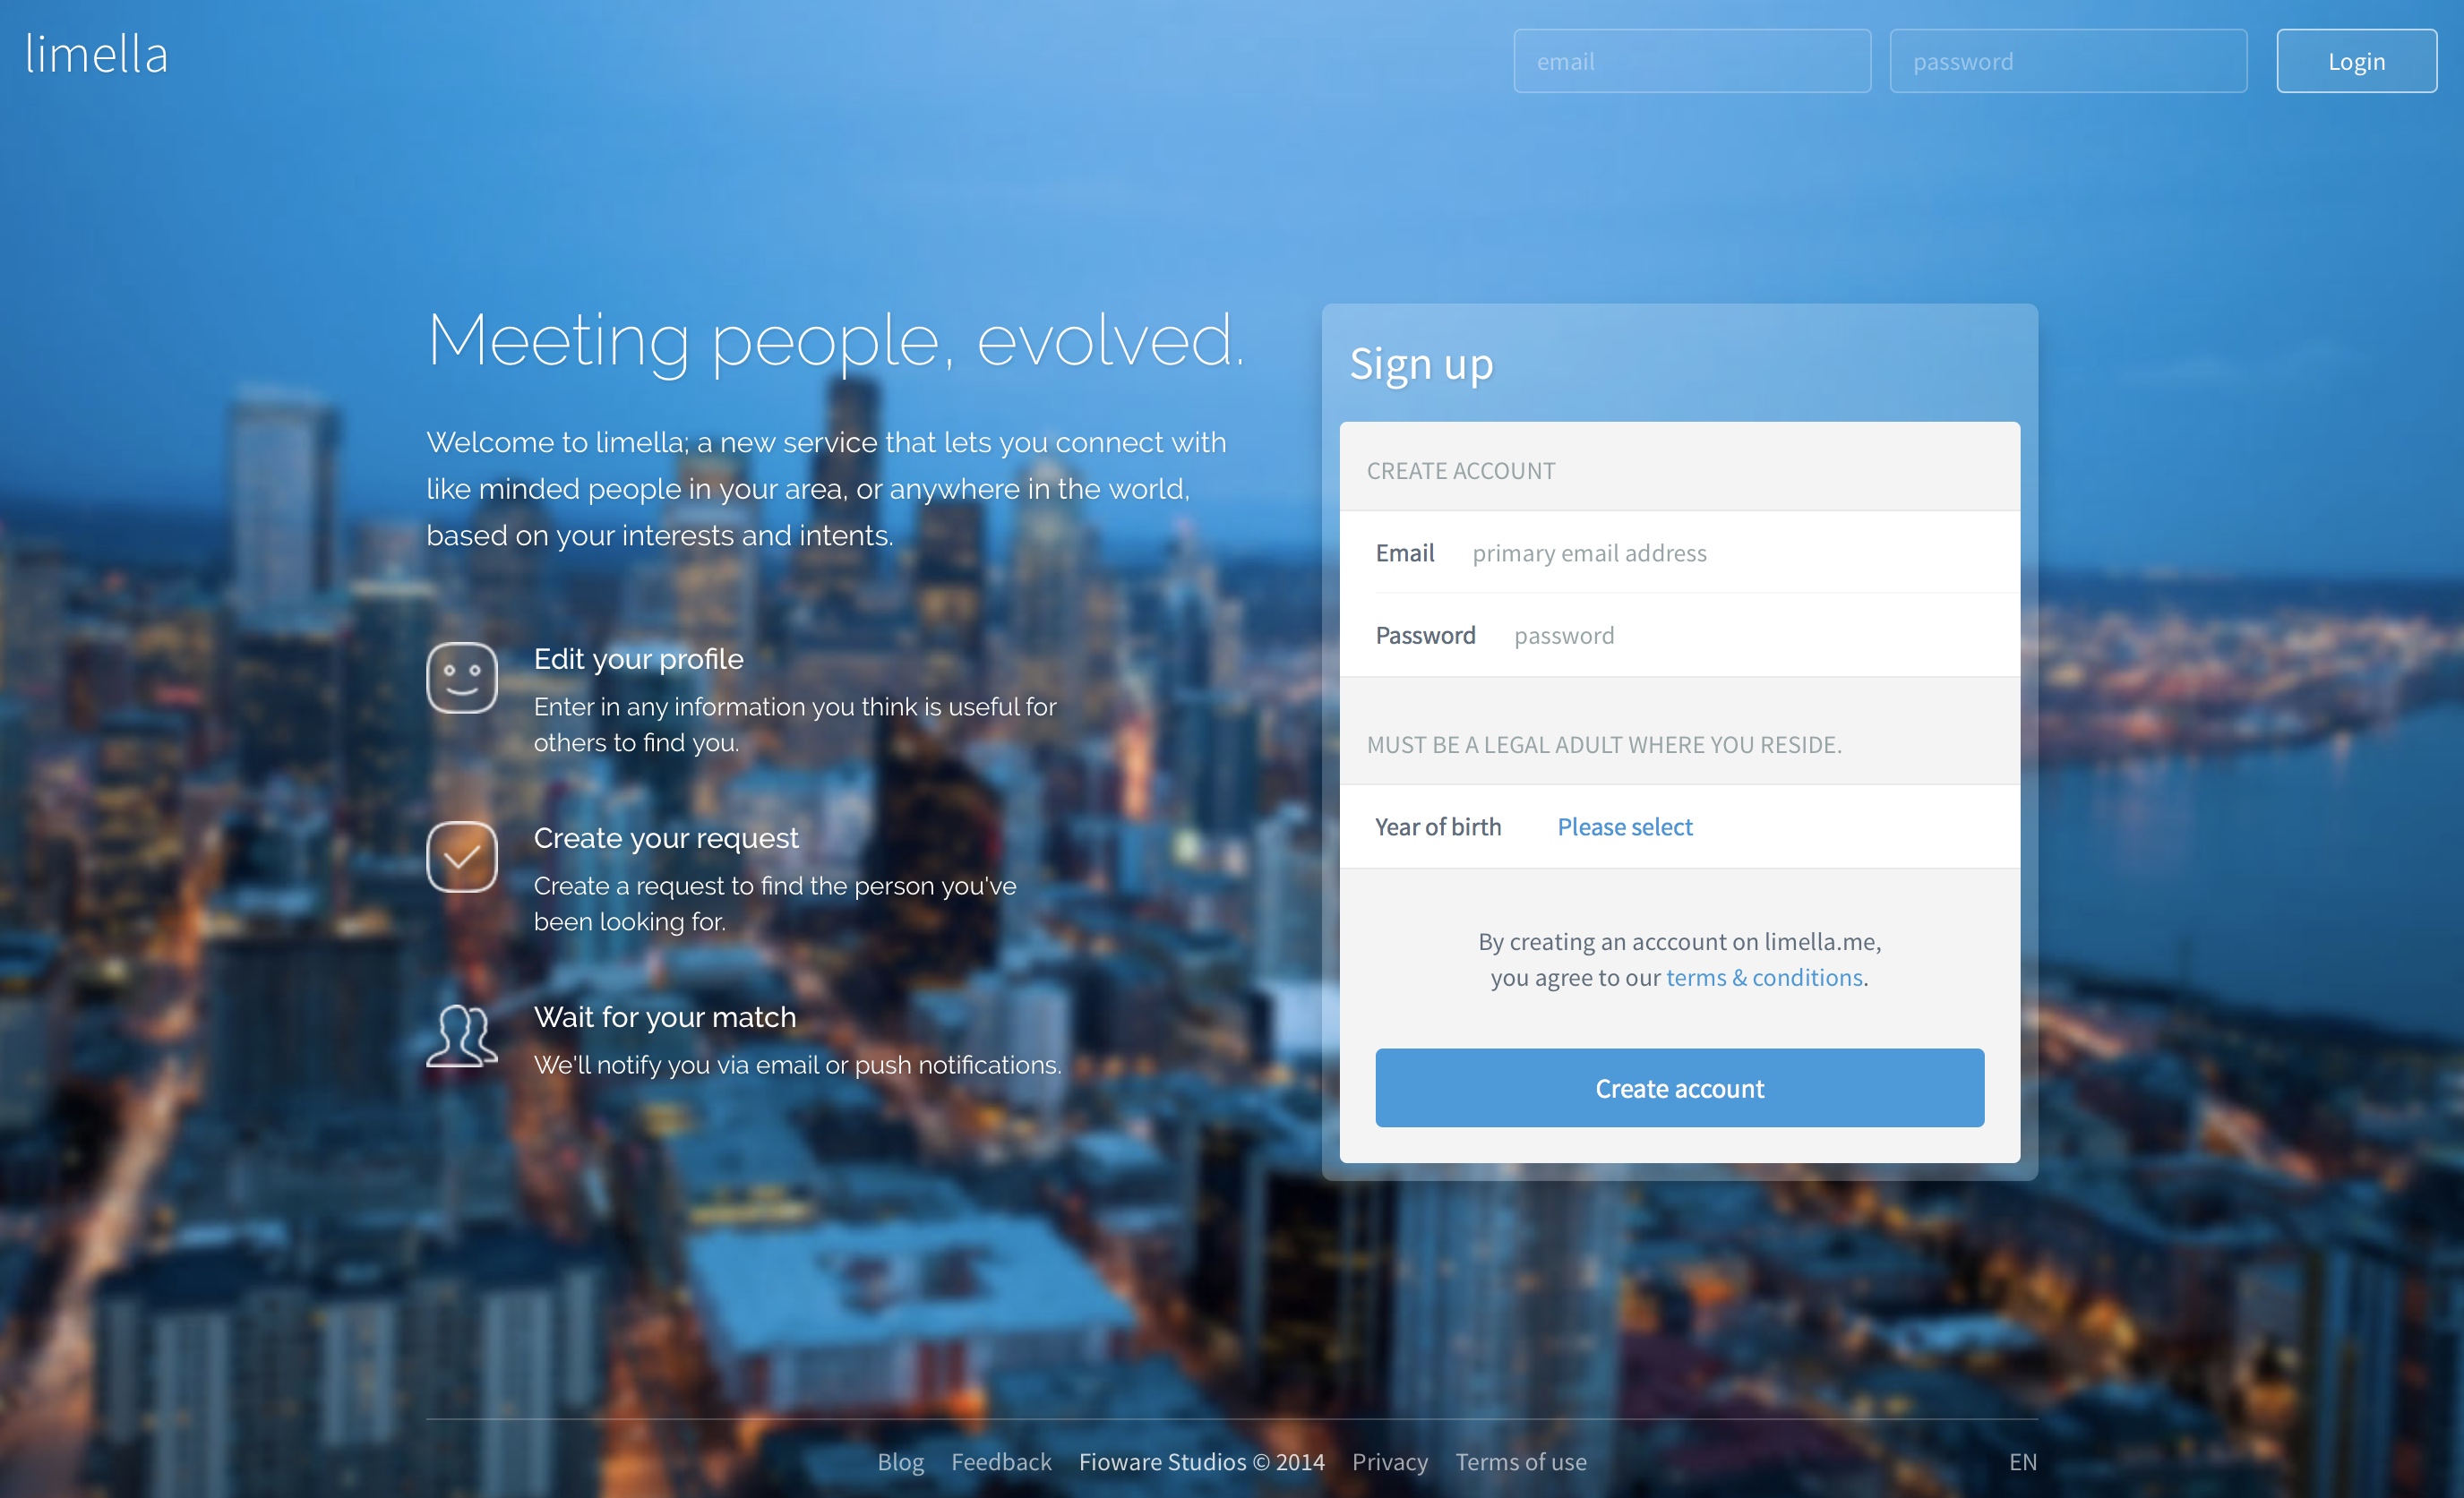 limella
email
password
Login
Meeting people, evolved.
Welcome to limella; a new service that lets you connect with
like minded people in your area, or anywhere in the world,
based on your interests and intents.
Edit your profile
Enter in any information you think is useful for
others to find you.
Create your request
Create a request to find the person you've
been looking for.
Wait for your match
We'll notify you via email or push notifications.
Sign up
CREATE ACCOUNT
Email primary email address
Password password
MUST BE A LEGAL ADULT WHERE YOU RESIDE.
Year of birth Please select
By creating an acccount on limella.me,
you agree to our terms & conditions.
Create account
Blog Feedback Fioware Studios © 2014 Privacy Terms of use EN